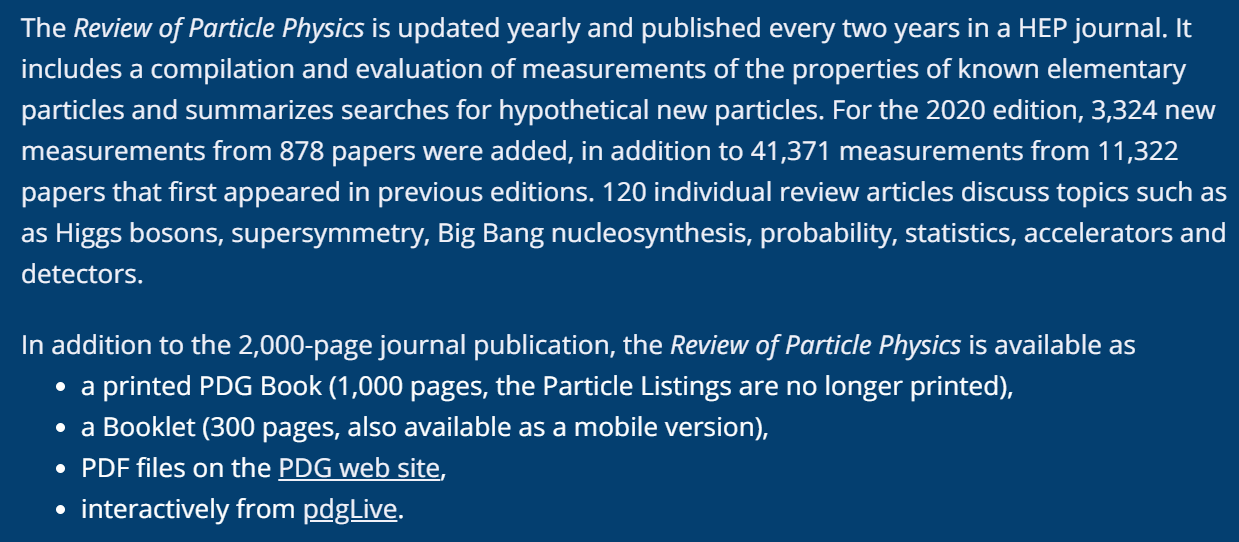 The Review of Particle Physics is updated yearly and published every two years in a HEP journal. It
includes a compilation and evaluation of measurements of the properties of known elementary
particles and summarizes searches for hypothetical new particles. For the 2020 edition, 3,324 new
measurements from 878 papers were added, in addition to 41,371 measurements from 11,322
papers that first appeared in previous editions. 120 individual review articles discuss topics such as
as Higgs bosons, supersymmetry, Big Bang nucleosynthesis, probability, statistics, accelerators and
detectors.
In addition to the 2,000-page journal publication, the Review of Particle Physics is available as
• a printed PDG Book (1,000 pages, the Particle Listings are no longer printed),
• a Booklet (300 pages, also available as a mobile version),
• PDF files on the PDG web site,
• interactively from pdgLive.